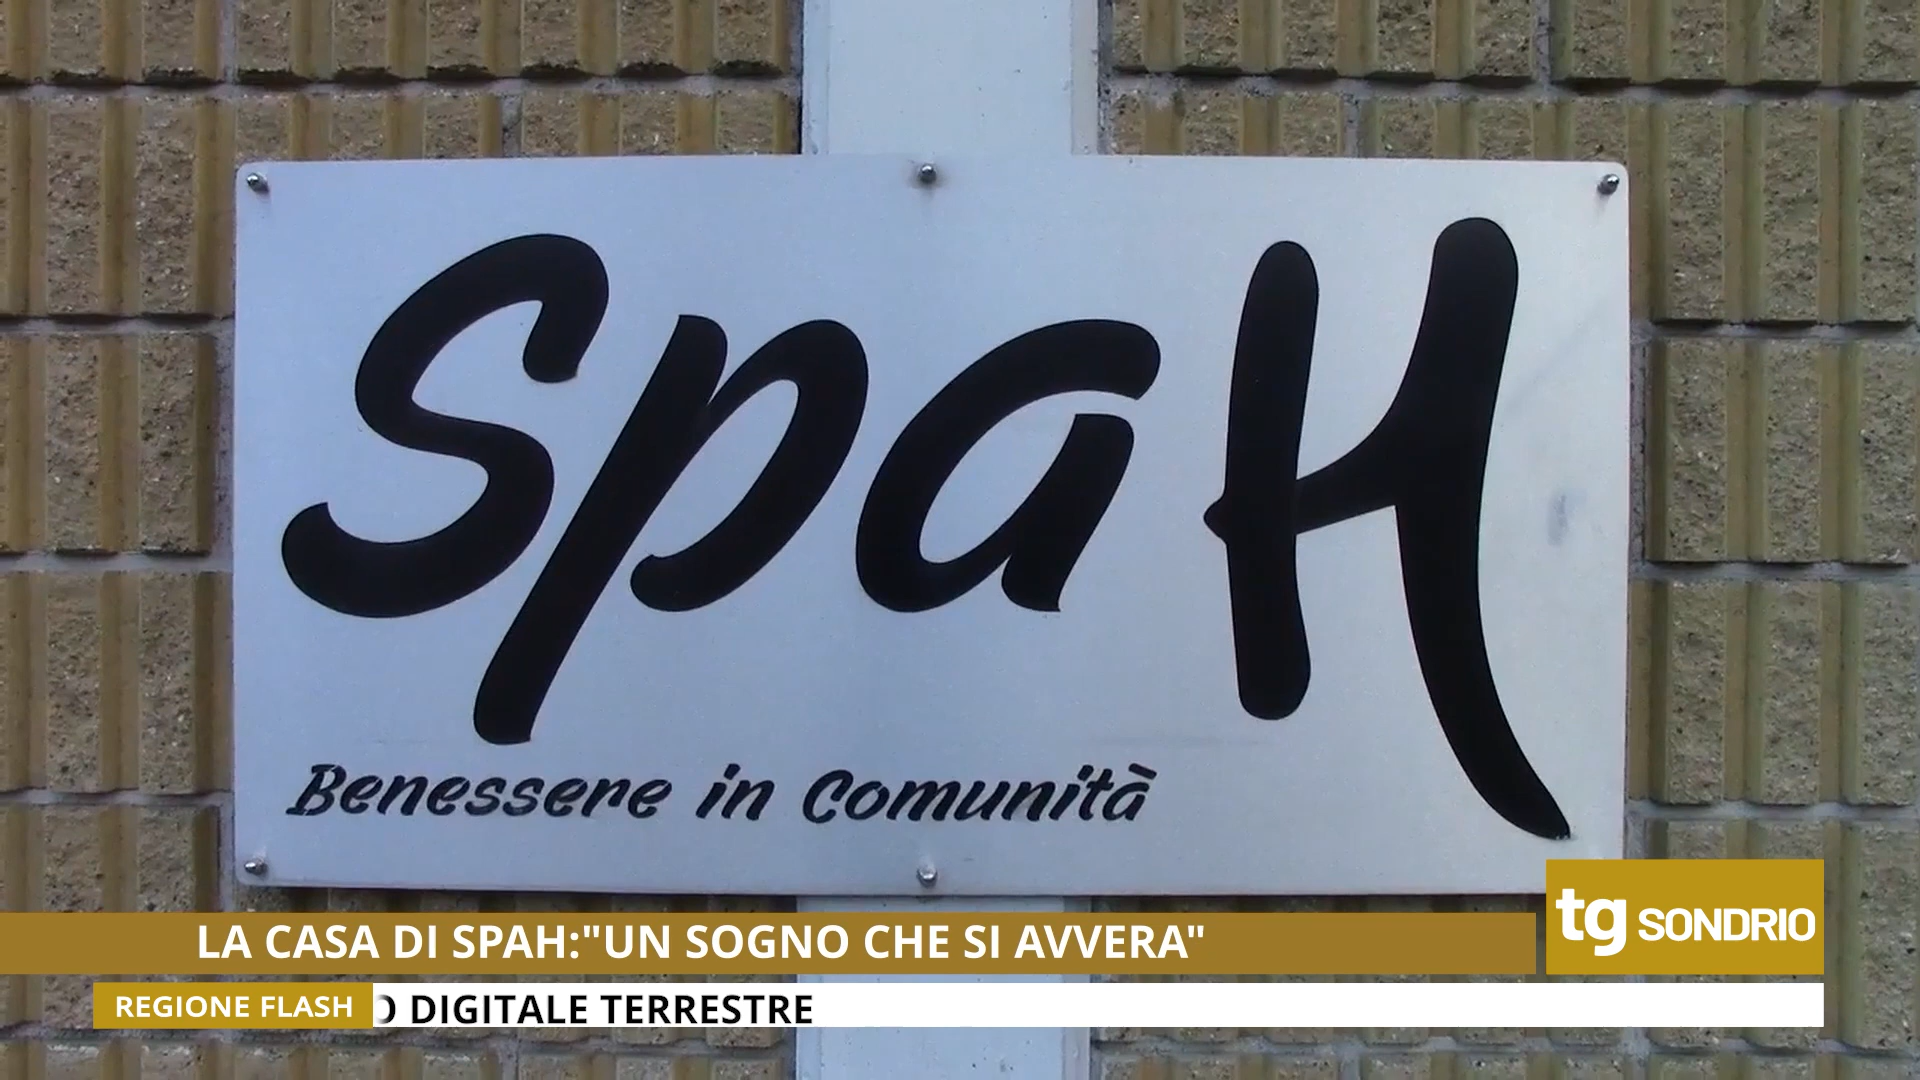 SpaH
Benessere in Comunità
LA CASA DI SPAH:"UN SOGNO CHE SI AVVERA"
tg SONDRIO
REGIONE FLASH
O DIGITALE TERRESTRE